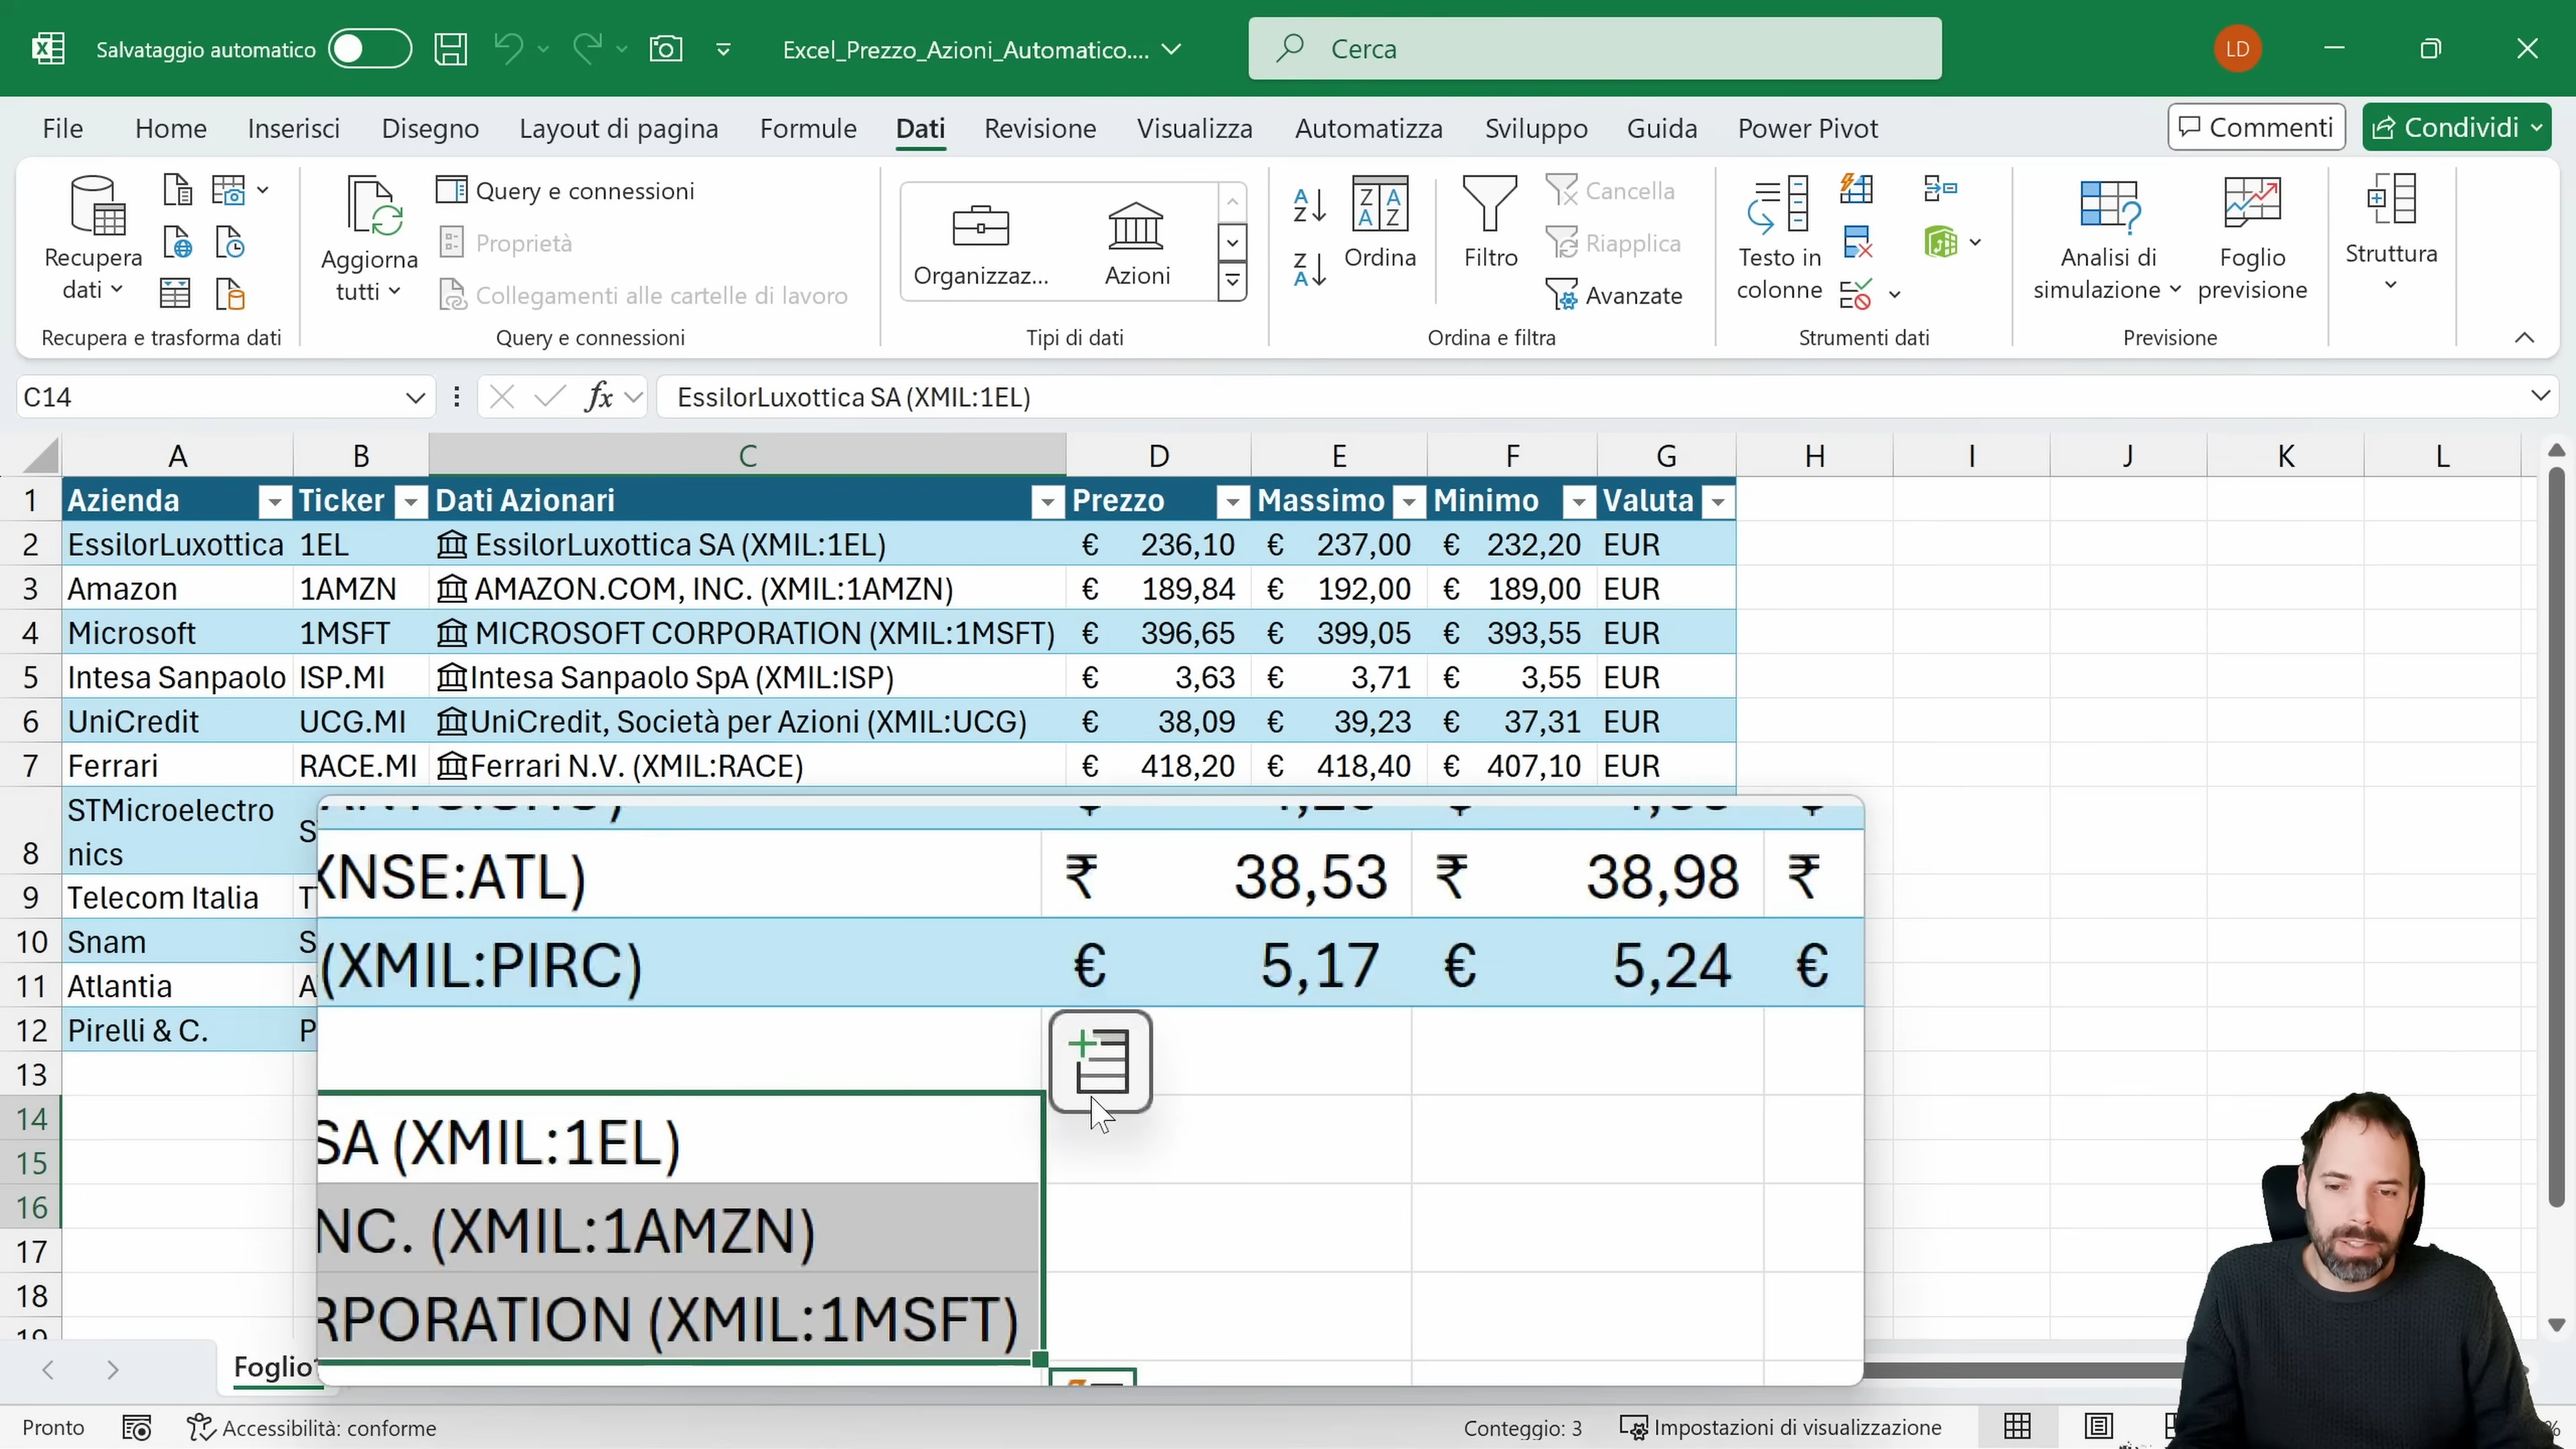 Salvataggio automatico
Excel_Prezzo_Azioni_Automatico....
Cerca
LD
File Home Inserisci Disegno Layout di pagina Formule Dati Revisione Visualizza Automatizza Sviluppo Guida Power Pivot
Commenti
Condividi
Recupera dati
Recupera e trasforma dati
Aggiorna tutti
Query e connessioni
Proprietà
Collegamenti alle cartelle di lavoro
Query e connessioni
Organizzaz...
Azioni
Tipi di dati
Ordina
Filtro
Cancella
Riapplica
Avanzate
Ordina e filtra
Testo in colonne
Strumenti dati
Analisi di simulazione
Foglio previsione
Previsione
Struttura
C14
fx
EssilorLuxottica SA (XMIL:1EL)
A B C D E F G H I J K L
1 Azienda Ticker Dati Azionari Prezzo Massimo Minimo Valuta
2 EssilorLuxottica 1EL EssilorLuxottica SA (XMIL:1EL) € 236,10 € 237,00 € 232,20 EUR
3 Amazon 1AMZN AMAZON.COM, INC. (XMIL:1AMZN) € 189,84 € 192,00 € 189,00 EUR
4 Microsoft 1MSFT MICROSOFT CORPORATION (XMIL:1MSFT) € 396,65 € 399,05 € 393,55 EUR
5 Intesa Sanpaolo ISP.MI Intesa Sanpaolo SpA (XMIL:ISP) € 3,63 € 3,71 € 3,55 EUR
6 UniCredit UCG.MI UniCredit, Società per Azioni (XMIL:UCG) € 38,09 € 39,23 € 37,31 EUR
7 Ferrari RACE.MI Ferrari N.V. (XMIL:RACE) € 418,20 € 418,40 € 407,10 EUR
STMicroelectro
8 nics S
9 Telecom Italia T
10 Snam S
11 Atlantia A
12 Pirelli & C. P
13
14
15
16
17
18
19
XNSE:ATL) ₹ 38,53 ₹ 38,98 ₹
(XMIL:PIRC) € 5,17 € 5,24 €
SA (XMIL:1EL)
NC. (XMIL:1AMZN)
RPORATION (XMIL:1MSFT)
Foglio
Pronto
Accessibilità: conforme
Conteggio: 3
Impostazioni di visualizzazione
%